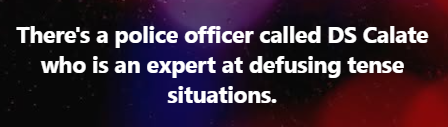 There's a police officer called DS Calate
who is an expert at defusing tense
situations.